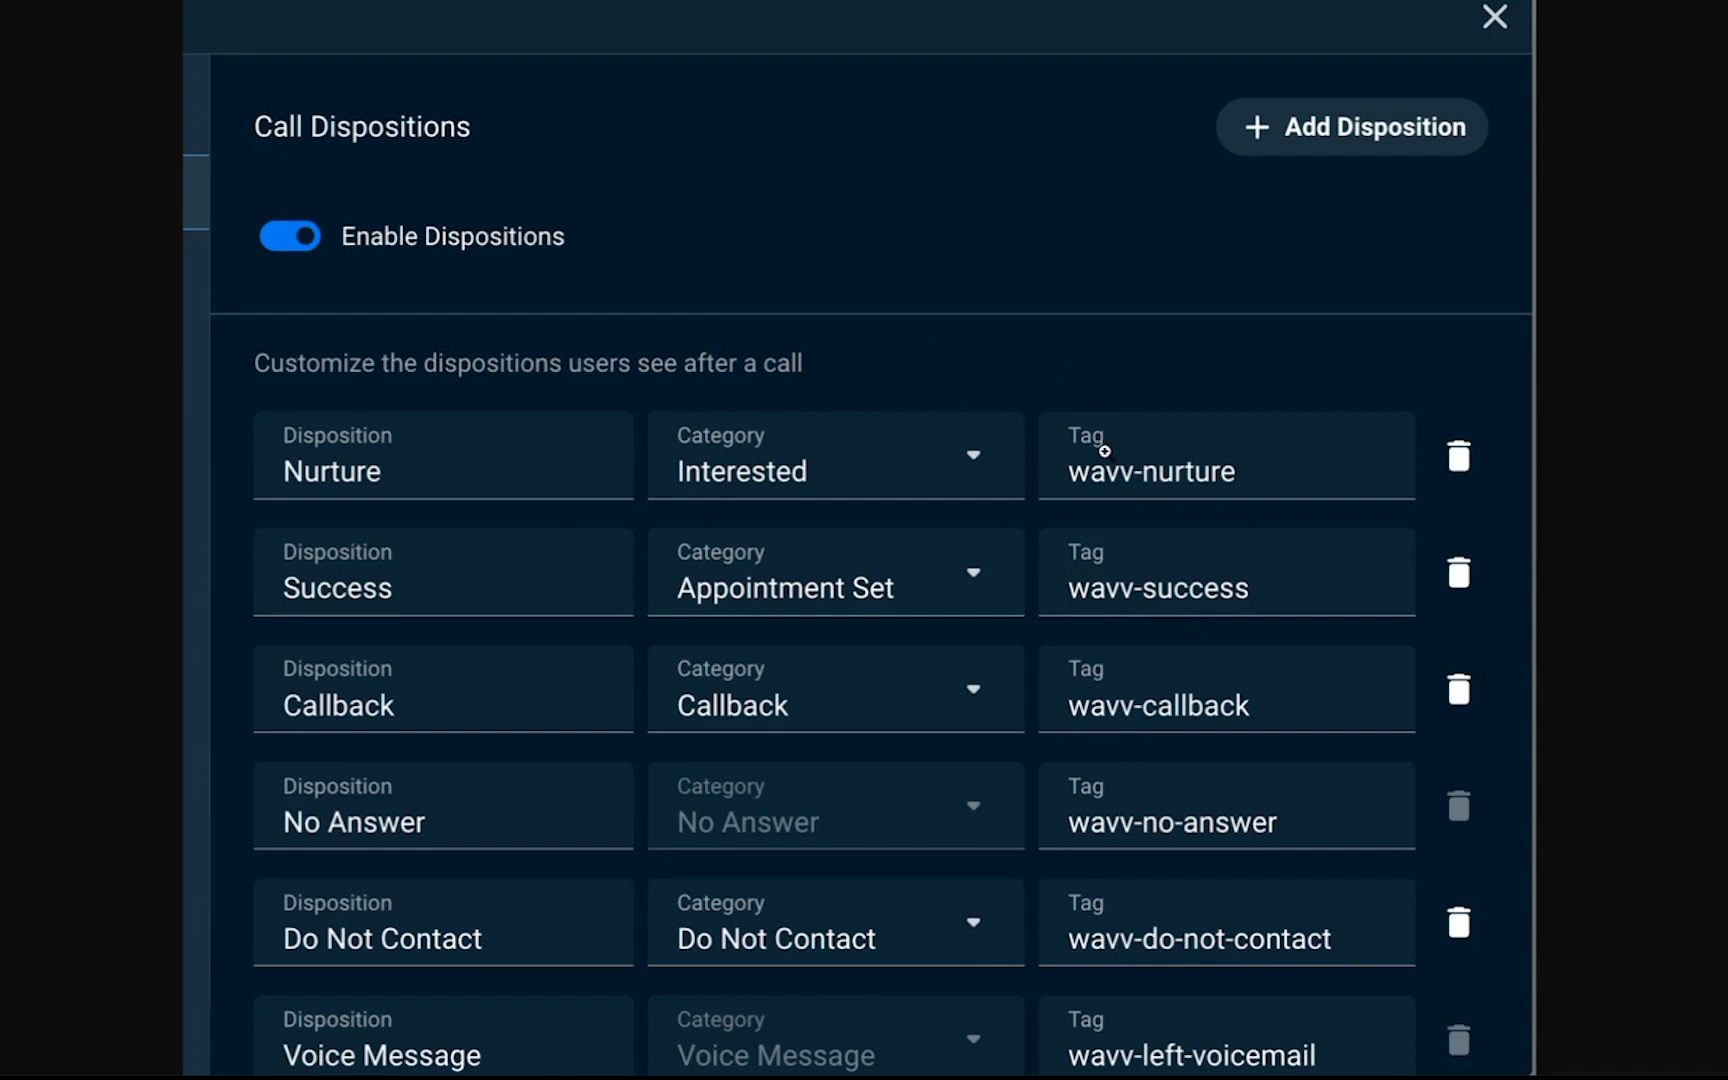 Call Dispositions
+ Add Disposition
Enable Dispositions
Customize the dispositions users see after a call
Disposition Category Tag
Nurture Interested wavv-nurture
Disposition Category Tag
Success Appointment Set wavv-success
Disposition Category Tag
Callback Callback wavv-callback
Disposition Category Tag
No Answer No Answer wavv-no-answer
Disposition Category Tag
Do Not Contact Do Not Contact wavv-do-not-contact
Disposition Category Tag
Voice Message Voice Message wavv-left-voicemail